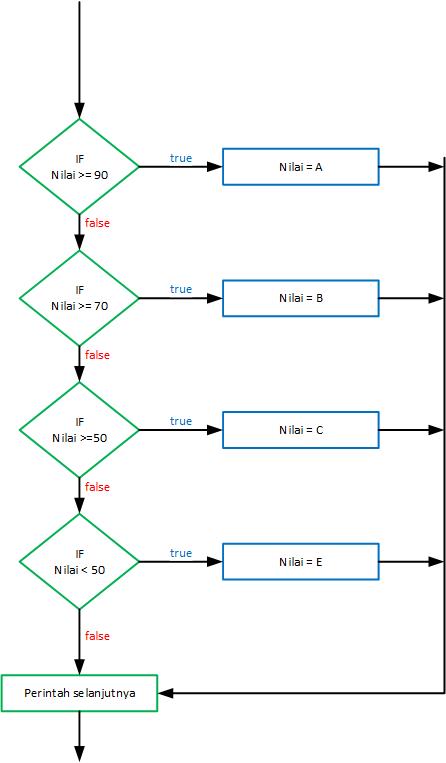 IF
Nilai >= 90
true
Nilai = A
false
IF
Nilai >= 70
true
Nilai = B
false
IF
Nilai >=50
true
Nilai = C
false
IF
Nilai < 50
true
Nilai = E
false
Perintah selanjutnya